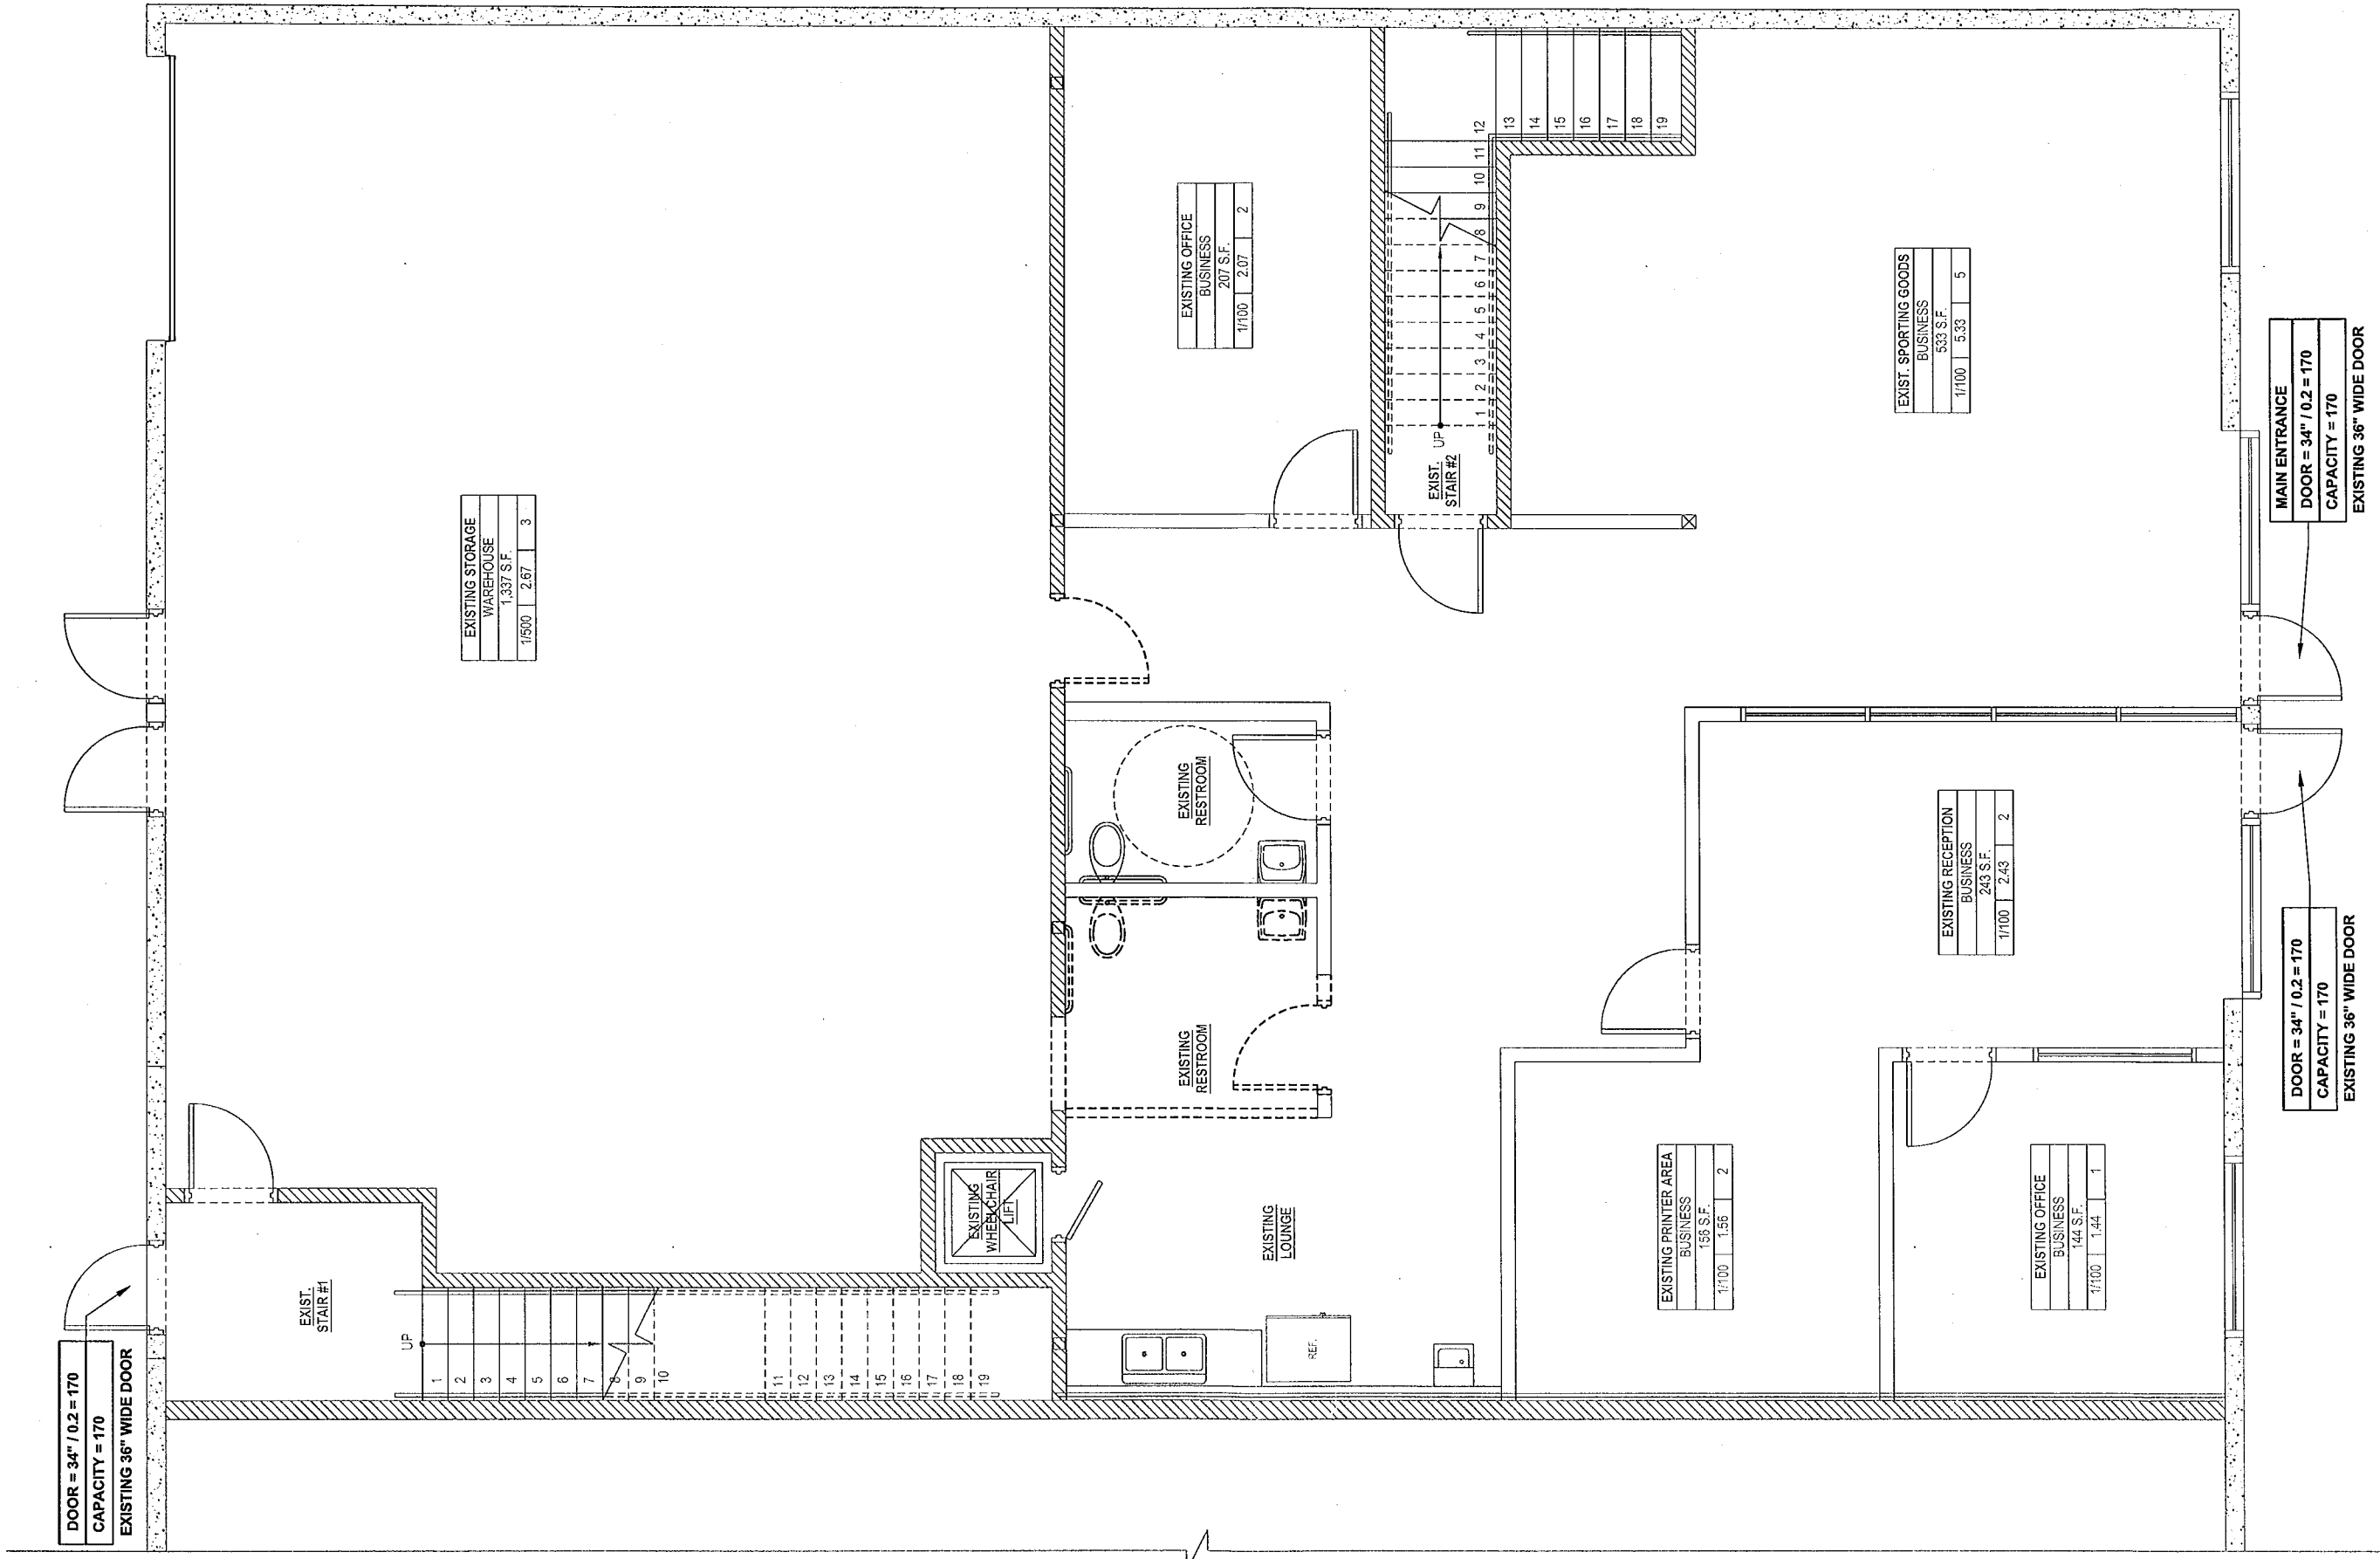 DOOR = 34" / 0.2 = 170
CAPACITY = 170
EXISTING 36" WIDE DOOR
EXIST.
STAIR #1
UP
1
2
3
4
5
6
7
8
9
10
11
12
13
14
15
16
17
18
19
EXISTING STORAGE
WAREHOUSE
1,337 S.F.
1/500 2.67 3
EXISTING
WHEELCHAIR
LIFT
EXISTING
LOUNGE
REF.
EXISTING
RESTROOM
EXISTING
RESTROOM
EXISTING OFFICE
BUSINESS
207 S.F.
1/100 2.07 2
EXIST.
STAIR #2
UP
1
2
3
4
5
6
7
8
9
10
11
12
13
14
15
16
17
18
19
EXISTING PRINTER AREA
BUSINESS
156 S.F.
1/100 1.56 2
EXISTING RECEPTION
BUSINESS
243 S.F.
1/100 2.43 2
EXIST. SPORTING GOODS
BUSINESS
533 S.F.
1/100 5.33 5
EXISTING OFFICE
BUSINESS
144 S.F.
1/100 1.44 1
DOOR = 34" / 0.2 = 170
CAPACITY = 170
EXISTING 36" WIDE DOOR
MAIN ENTRANCE
DOOR = 34" / 0.2 = 170
CAPACITY = 170
EXISTING 36" WIDE DOOR